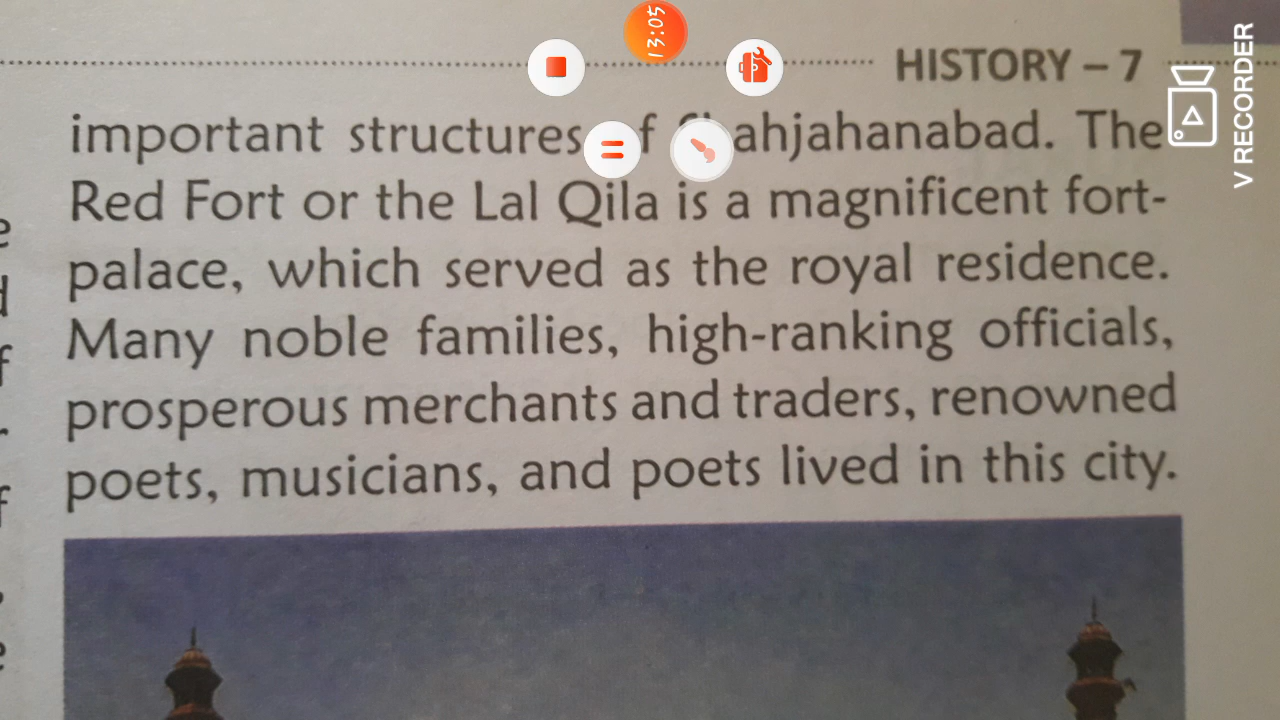 HISTORY – 7
important structures of Shahjahanabad. The
Red Fort or the Lal Qila is a magnificent fort-
palace, which served as the royal residence.
Many noble families, high-ranking officials,
prosperous merchants and traders, renowned
poets, musicians, and poets lived in this city.
13:05
V RECORDER